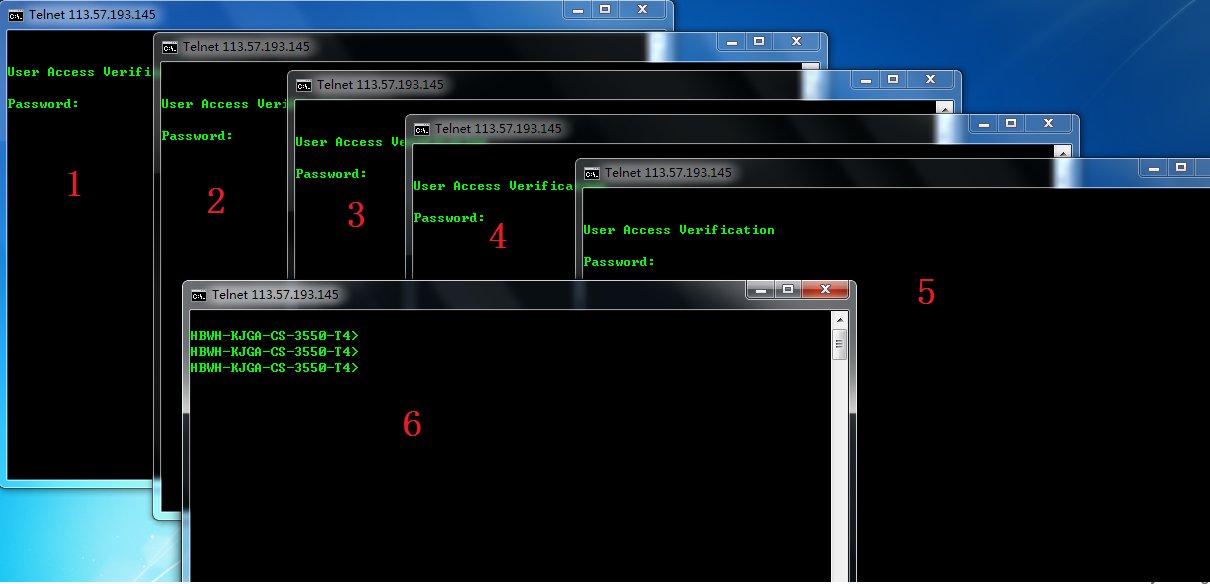 Telnet 113.57.193.145
User Access Verifi
Password:
1
Telnet 113.57.193.145
User Access Veri
Password:
2
Telnet 113.57.193.145
User Access Ve
Password:
3
Telnet 113.57.193.145
User Access Verifica
Password:
4
Telnet 113.57.193.145
User Access Verification
Password:
5
Telnet 113.57.193.145
HBWH-KJGA-CS-3550-T4>
HBWH-KJGA-CS-3550-T4>
HBWH-KJGA-CS-3550-T4>
6